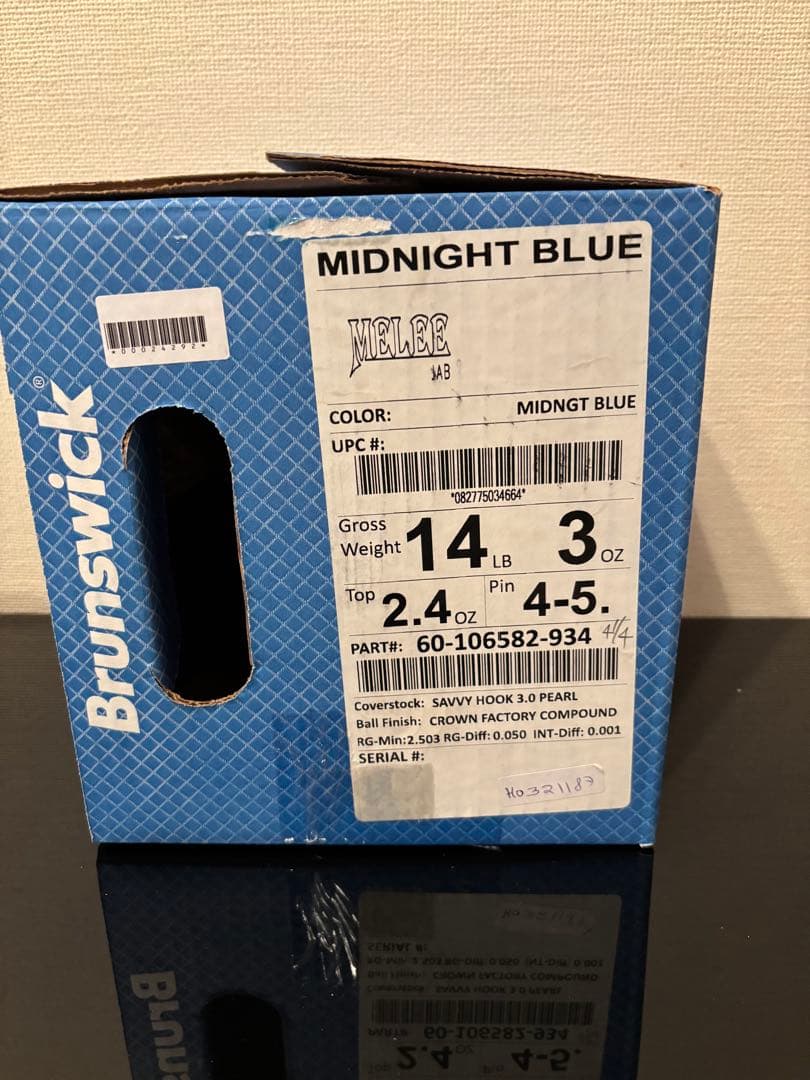 MIDNIGHT BLUE
MELEE
JAB
COLOR: MIDNGT BLUE
UPC #:
*082775034664*
Gross Weight 14 LB 3 OZ
Top 2.4 OZ Pin 4-5.
PART#: 60-106582-934 4/4
Coverstock: SAVVY HOOK 3.0 PEARL
Ball Finish: CROWN FACTORY COMPOUND
RG-Min:2.503 RG-Diff: 0.050 INT-Diff: 0.001
SERIAL #:
*00024292*
Brunswick®